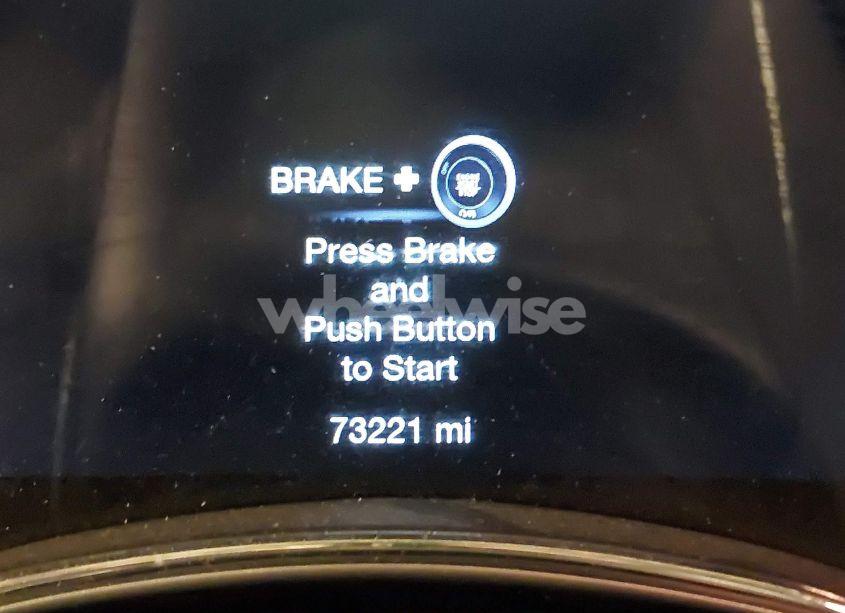 BRAKE +
Press Brake
and
wheelwise
Push Button
to Start
73221 mi